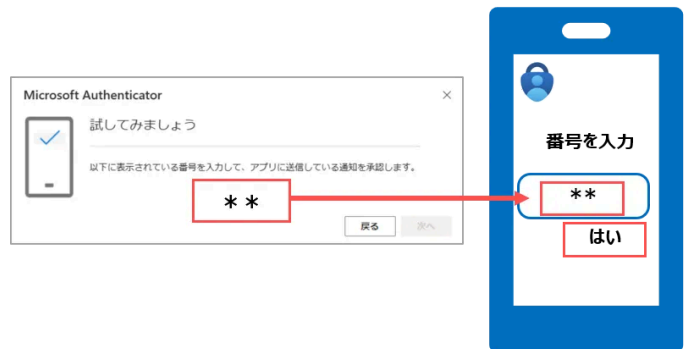 Microsoft Authenticator
試してみましょう
以下に表示されている番号を入力して、アプリに送信している通知を承認します。
＊＊
戻る
次へ
番号を入力
**
はい